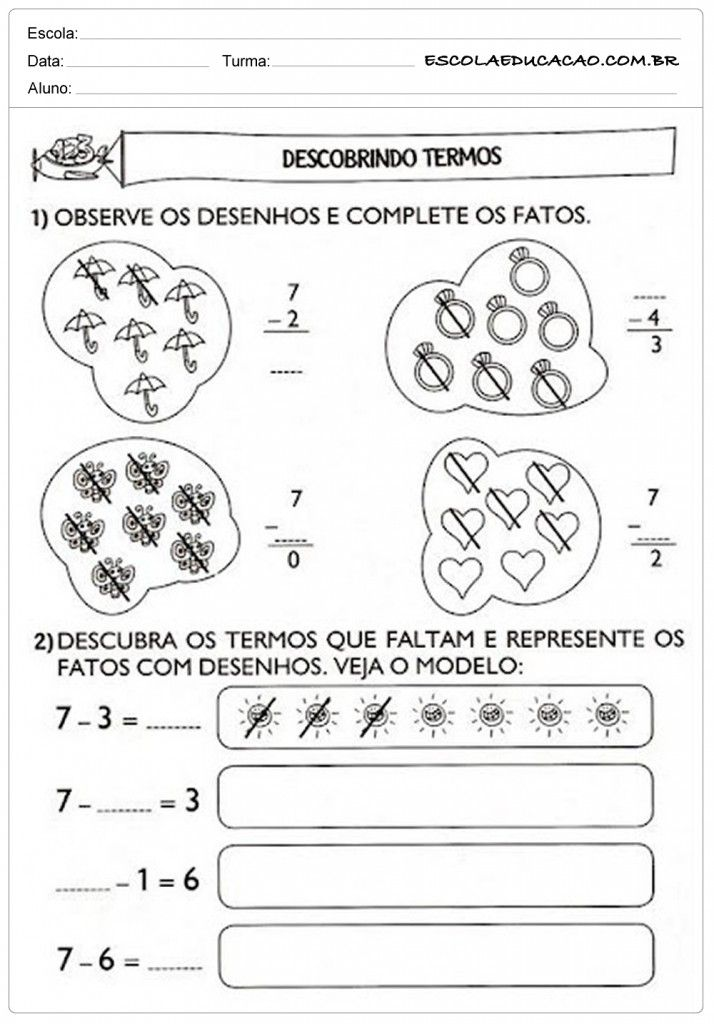 Escola:
Data: Turma: ESCOLAEDUCACAO.COM.BR
Aluno:
123
DESCOBRINDO TERMOS
1) OBSERVE OS DESENHOS E COMPLETE OS FATOS.
7
– 2
– 4
3
7
–
0
7
–
2
2) DESCUBRA OS TERMOS QUE FALTAM E REPRESENTE OS
FATOS COM DESENHOS. VEJA O MODELO:
7 – 3 =
7 – = 3
– 1 = 6
7 – 6 =